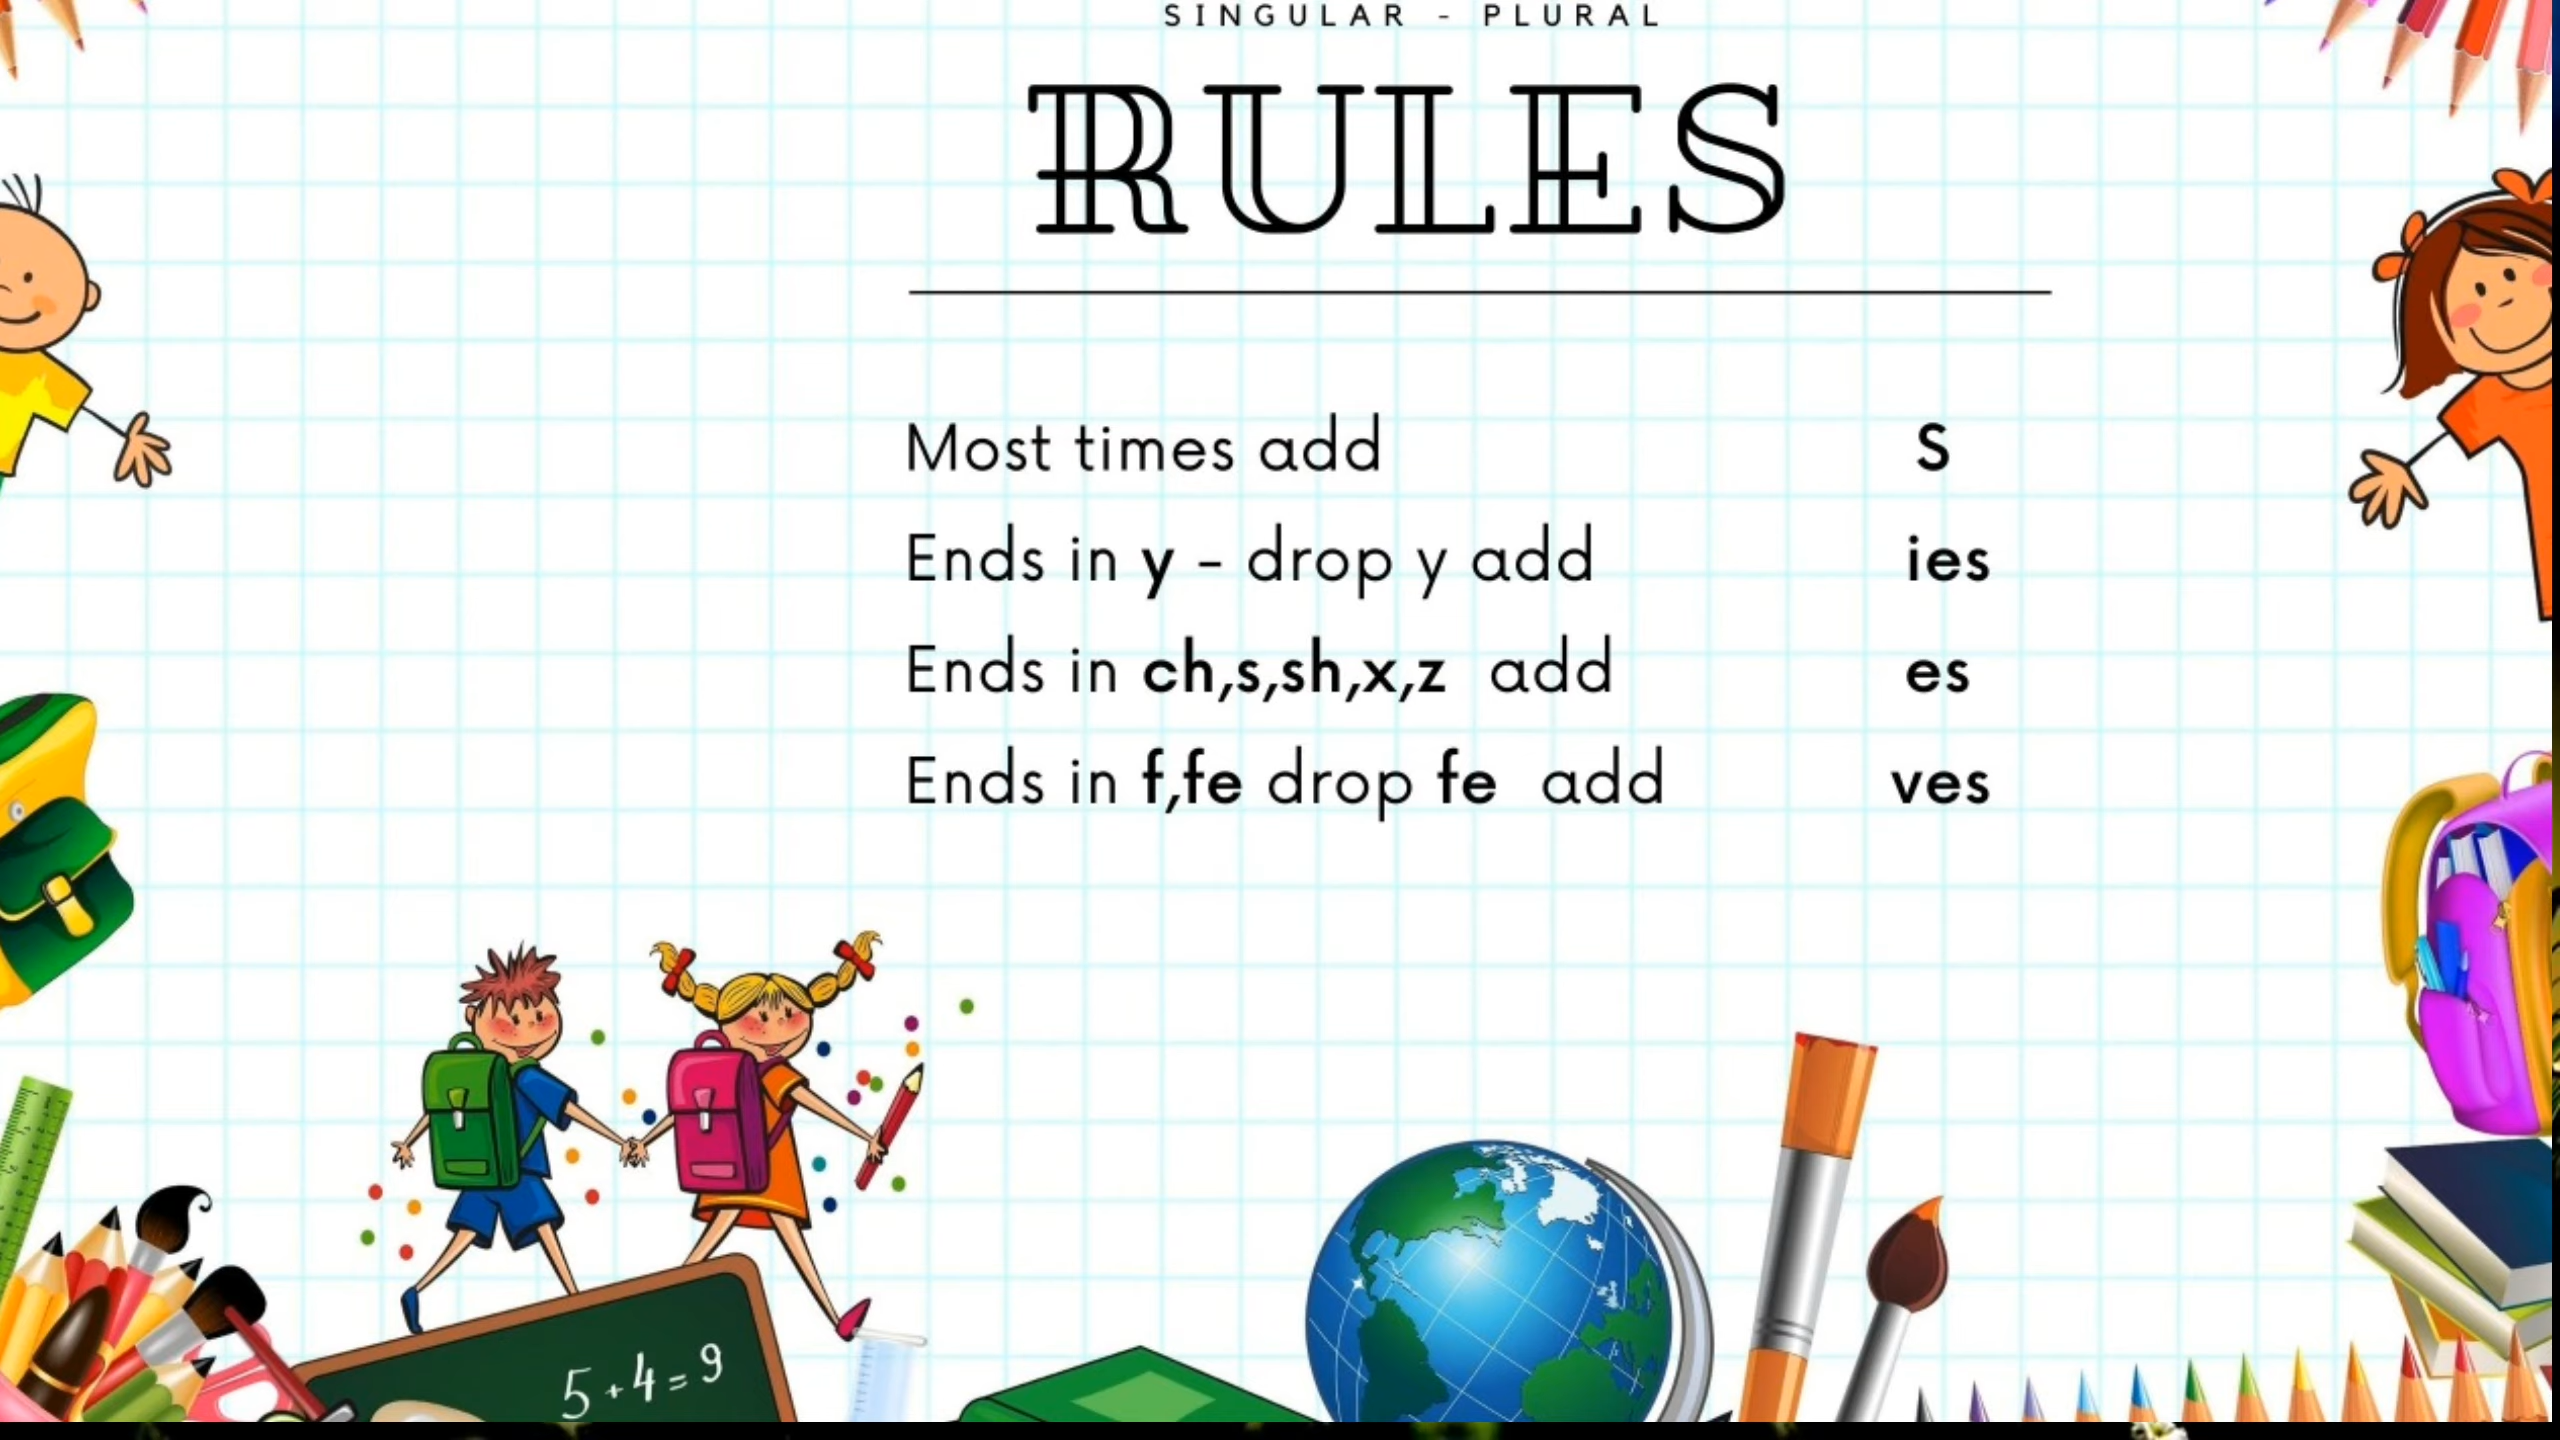 SINGULAR - PLURAL
RULES
Most times add S
Ends in y - drop y add ies
Ends in ch,s,sh,x,z add es
Ends in f,fe drop fe add ves
5+4=9